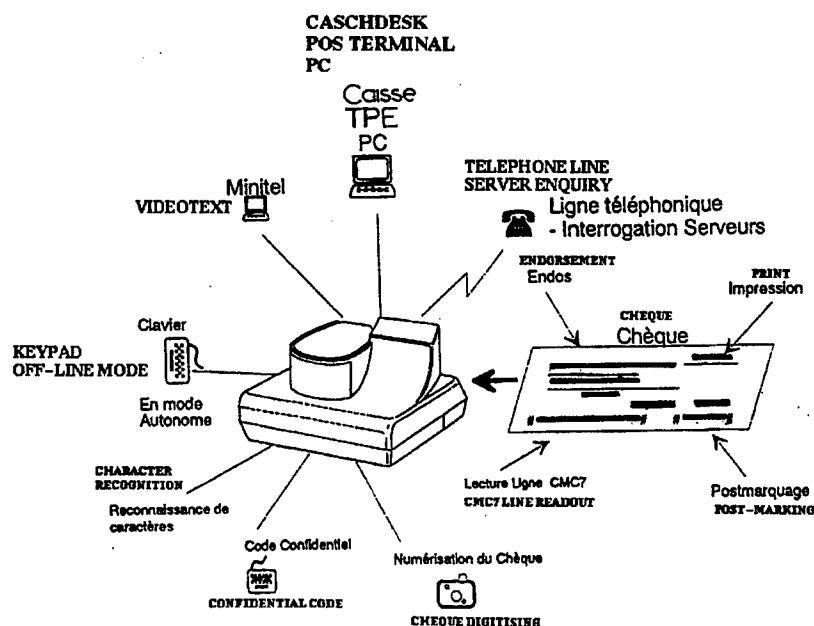 CASCHDESK
POS TERMINAL
PC
Caisse
TPE
PC
Minitel
VIDEOTEXT
TELEPHONE LINE
SERVER ENQUIRY
Ligne téléphonique
- Interrogation Serveurs
ENDORSEMENT
Endos
PRINT
Impression
CHEQUE
Chèque
Clavier
KEYPAD
OFF-LINE MODE
En mode
Autonome
CHARACTER
RECOGNITION
Reconnaissance de
caractères
Lecture Ligne CMC7
CMC7 LINE READOUT
Postmarquage
POST-MARKING
Code Confidentiel
CONFIDENTIAL CODE
Numérisation du Chèque
CHEQUE DIGITISING